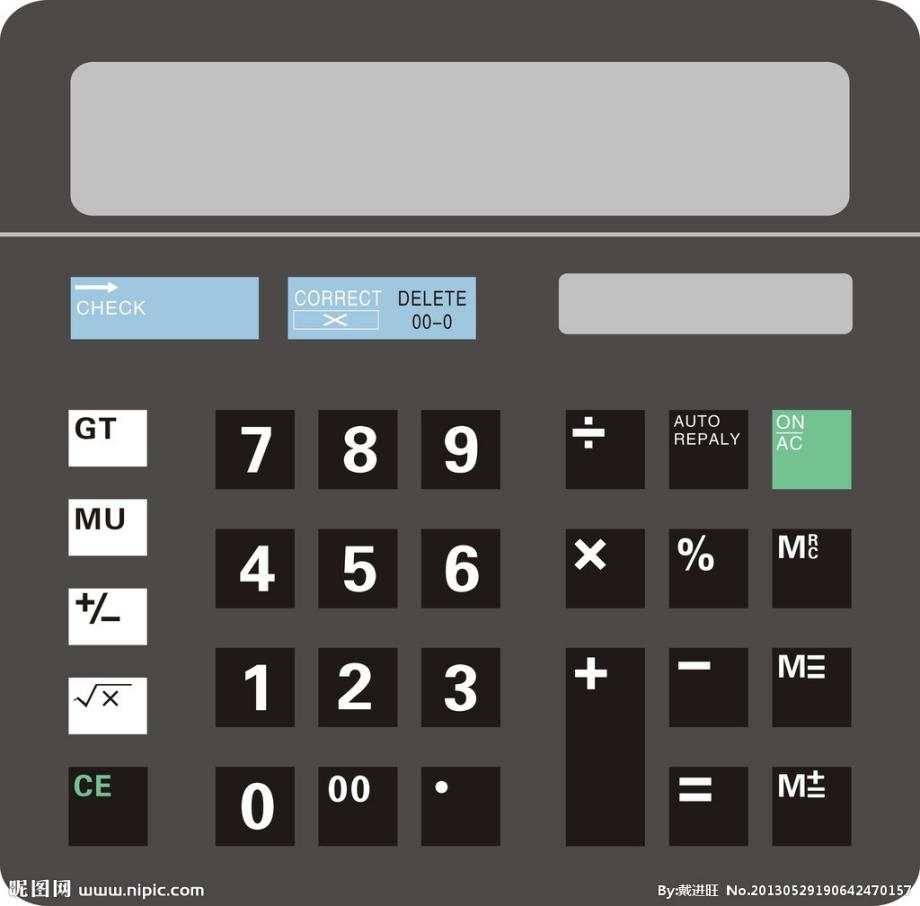 →
CHECK
CORRECT DELETE
× 00-0
GT
7 8 9 ÷
AUTO
REPALY
ON
AC
MU
4 5 6 × % MRC
+/−
1 2 3 + − M=
√x
CE
0 00 . = M±
昵图网 www.nipic.com
By:戴进旺 No.20130529190642470157